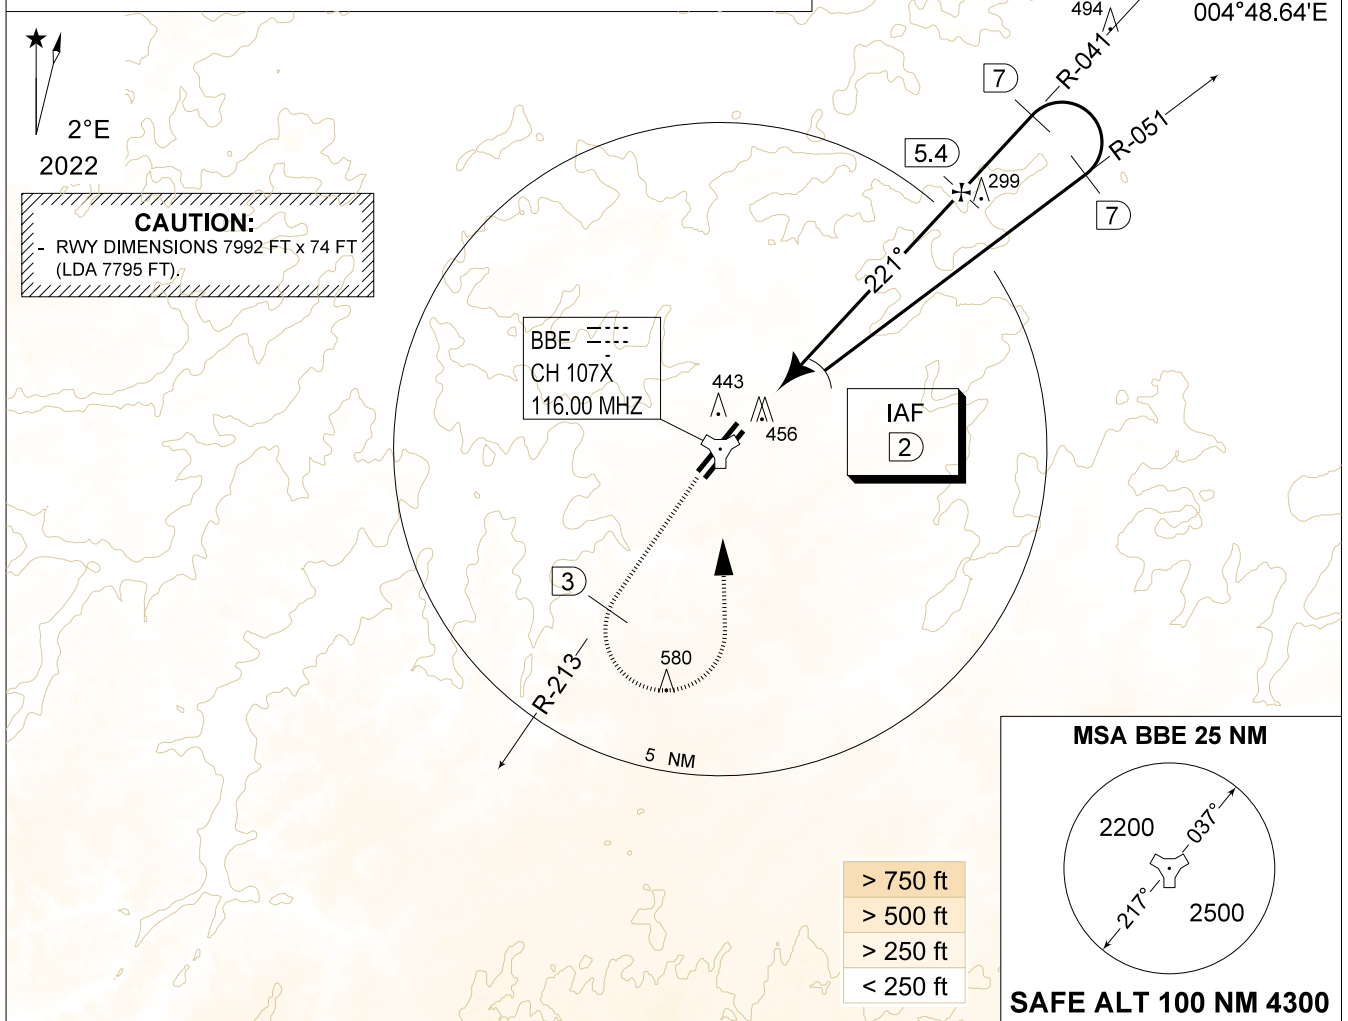 494
004°48.64'E
R-041
7
R-051
2°E
2022
5.4
299
7
CAUTION:
- RWY DIMENSIONS 7992 FT x 74 FT
(LDA 7795 FT).
221°
BBE
CH 107X
116.00 MHZ
443
456
IAF
2
3
580
R-213
5 NM
MSA BBE 25 NM
2200
037°
217°
2500
SAFE ALT 100 NM 4300
> 750 ft
> 500 ft
> 250 ft
< 250 ft